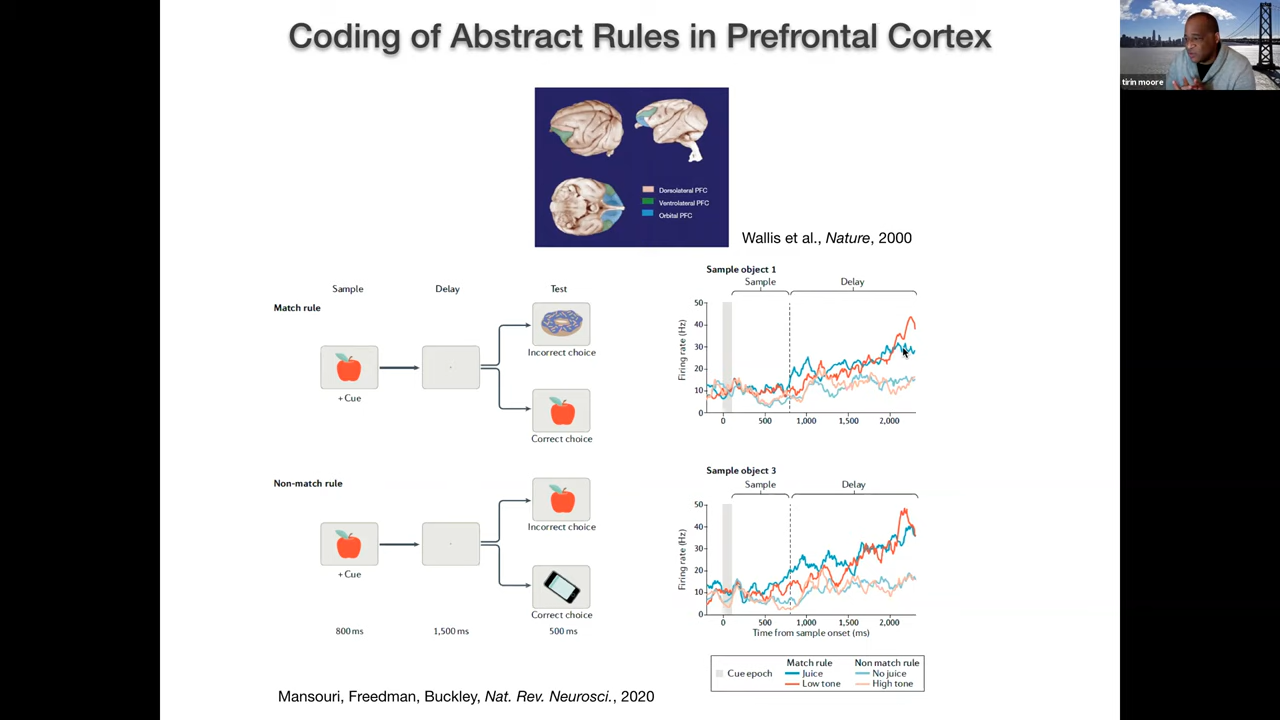 Coding of Abstract Rules in Prefrontal Cortex
tirin moore
Dorsolateral PFC
Ventrolateral PFC
Orbital PFC
Wallis et al., Nature, 2000
Sample Delay Test
Match rule
+ Cue
Incorrect choice
Correct choice
Non-match rule
+ Cue
Incorrect choice
Correct choice
800 ms 1,500 ms 500 ms
Sample object 1
Sample Delay
Firing rate (Hz)
50
40
30
20
10
0
0 500 1,000 1,500 2,000
Sample object 3
Sample Delay
Firing rate (Hz)
50
40
30
20
10
0
0 500 1,000 1,500 2,000
Time from sample onset (ms)
Cue epoch
Match rule Non match rule
Juice No juice
Low tone High tone
Mansouri, Freedman, Buckley, Nat. Rev. Neurosci., 2020